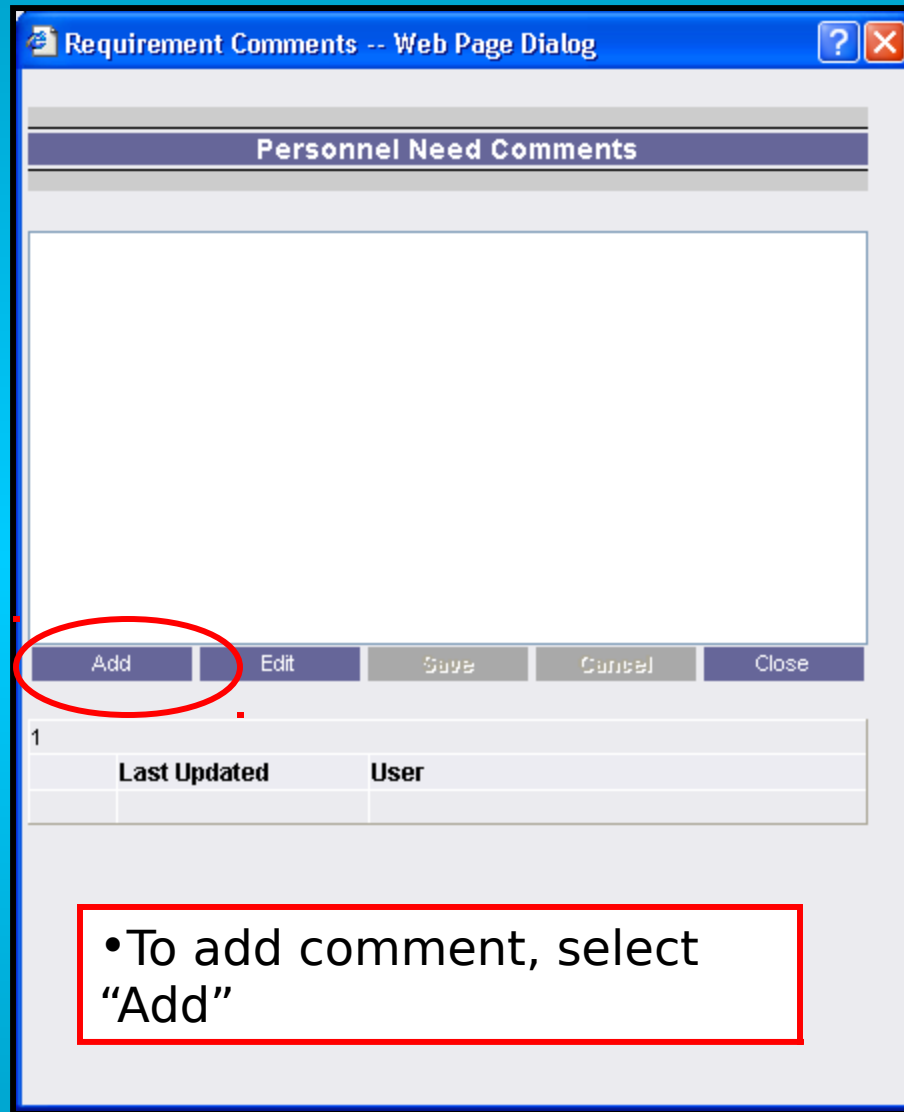 Requirement Comments -- Web Page Dialog
Personnel Need Comments
Add Edit Save Cancel Close
1
Last Updated User
•To add comment, select
“Add”